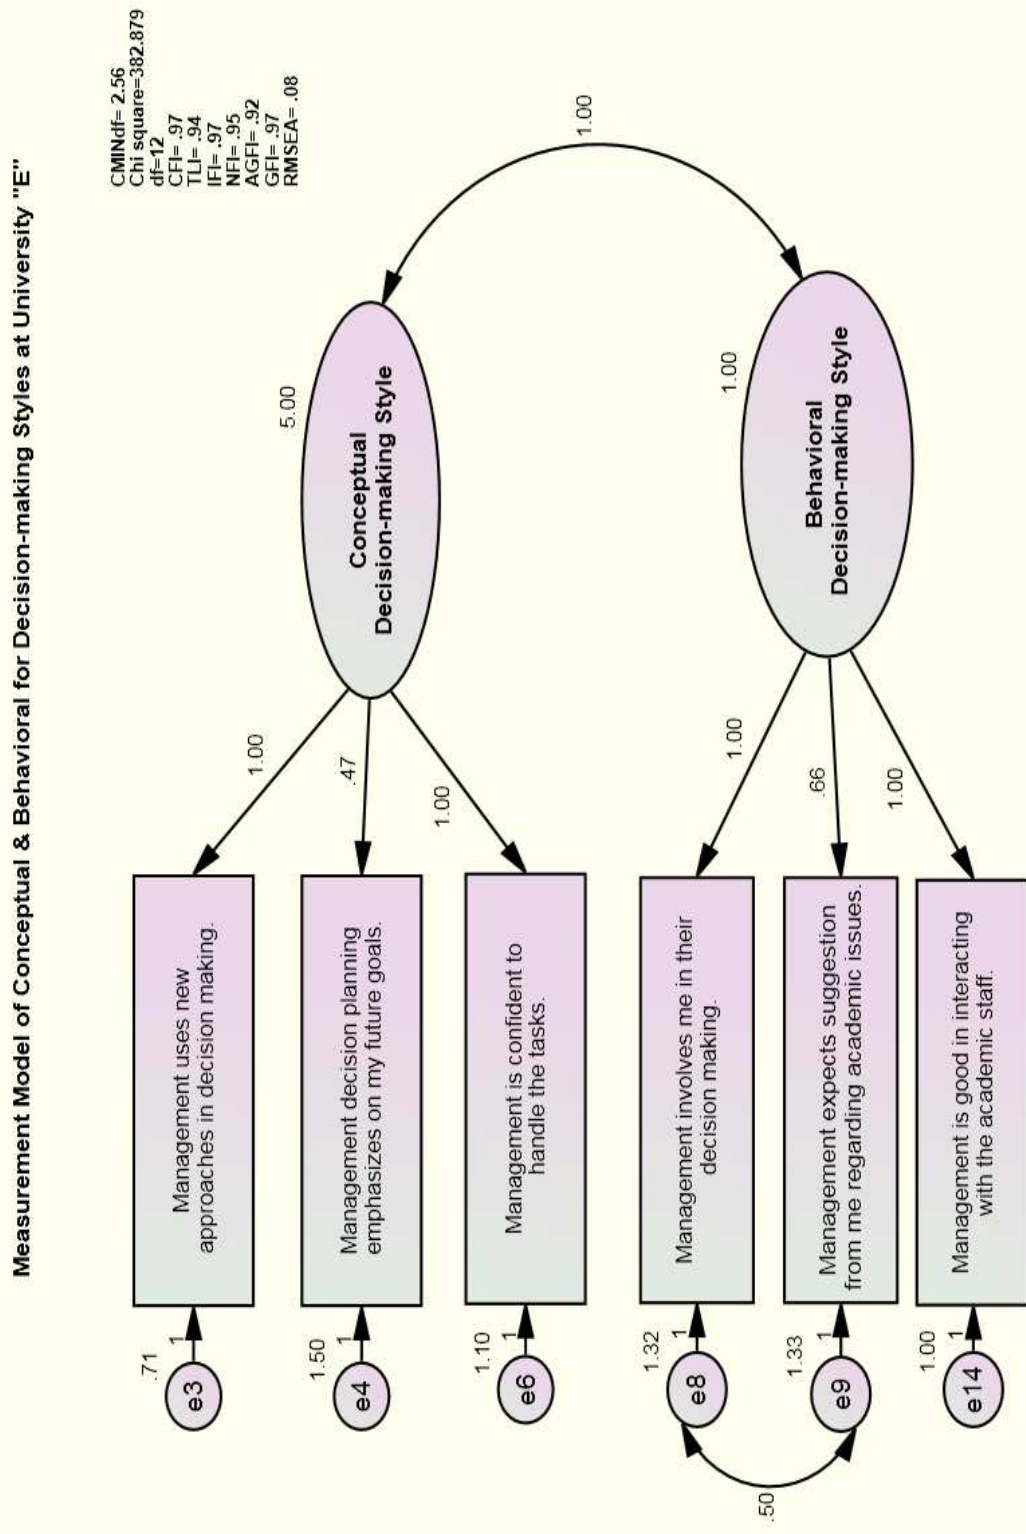 Measurement Model of Conceptual & Behavioral for Decision-making Styles at University "E"
CMINdf= 2.56
Chi square=382.879
df=12
CFI= .97
TLI= .94
IFI= .97
NFI= .95
AGFI= .92
GFI= .97
RMSEA= .08
.71
1
e3
Management uses new
approaches in decision making.
1.00
1.50
1
e4
Management decision planning
emphasizes on my future goals.
.47
1.10
1
e6
Management is confident to
handle the tasks.
1.00
5.00
Conceptual
Decision-making Style
1.00
1.32
1
e8
Management involves me in their
decision making.
1.00
.50
1.33
1
e9
Management expects suggestion
from me regarding academic issues.
.66
1.00
1
e14
Management is good in interacting
with the academic staff.
1.00
1.00
Behavioral
Decision-making Style